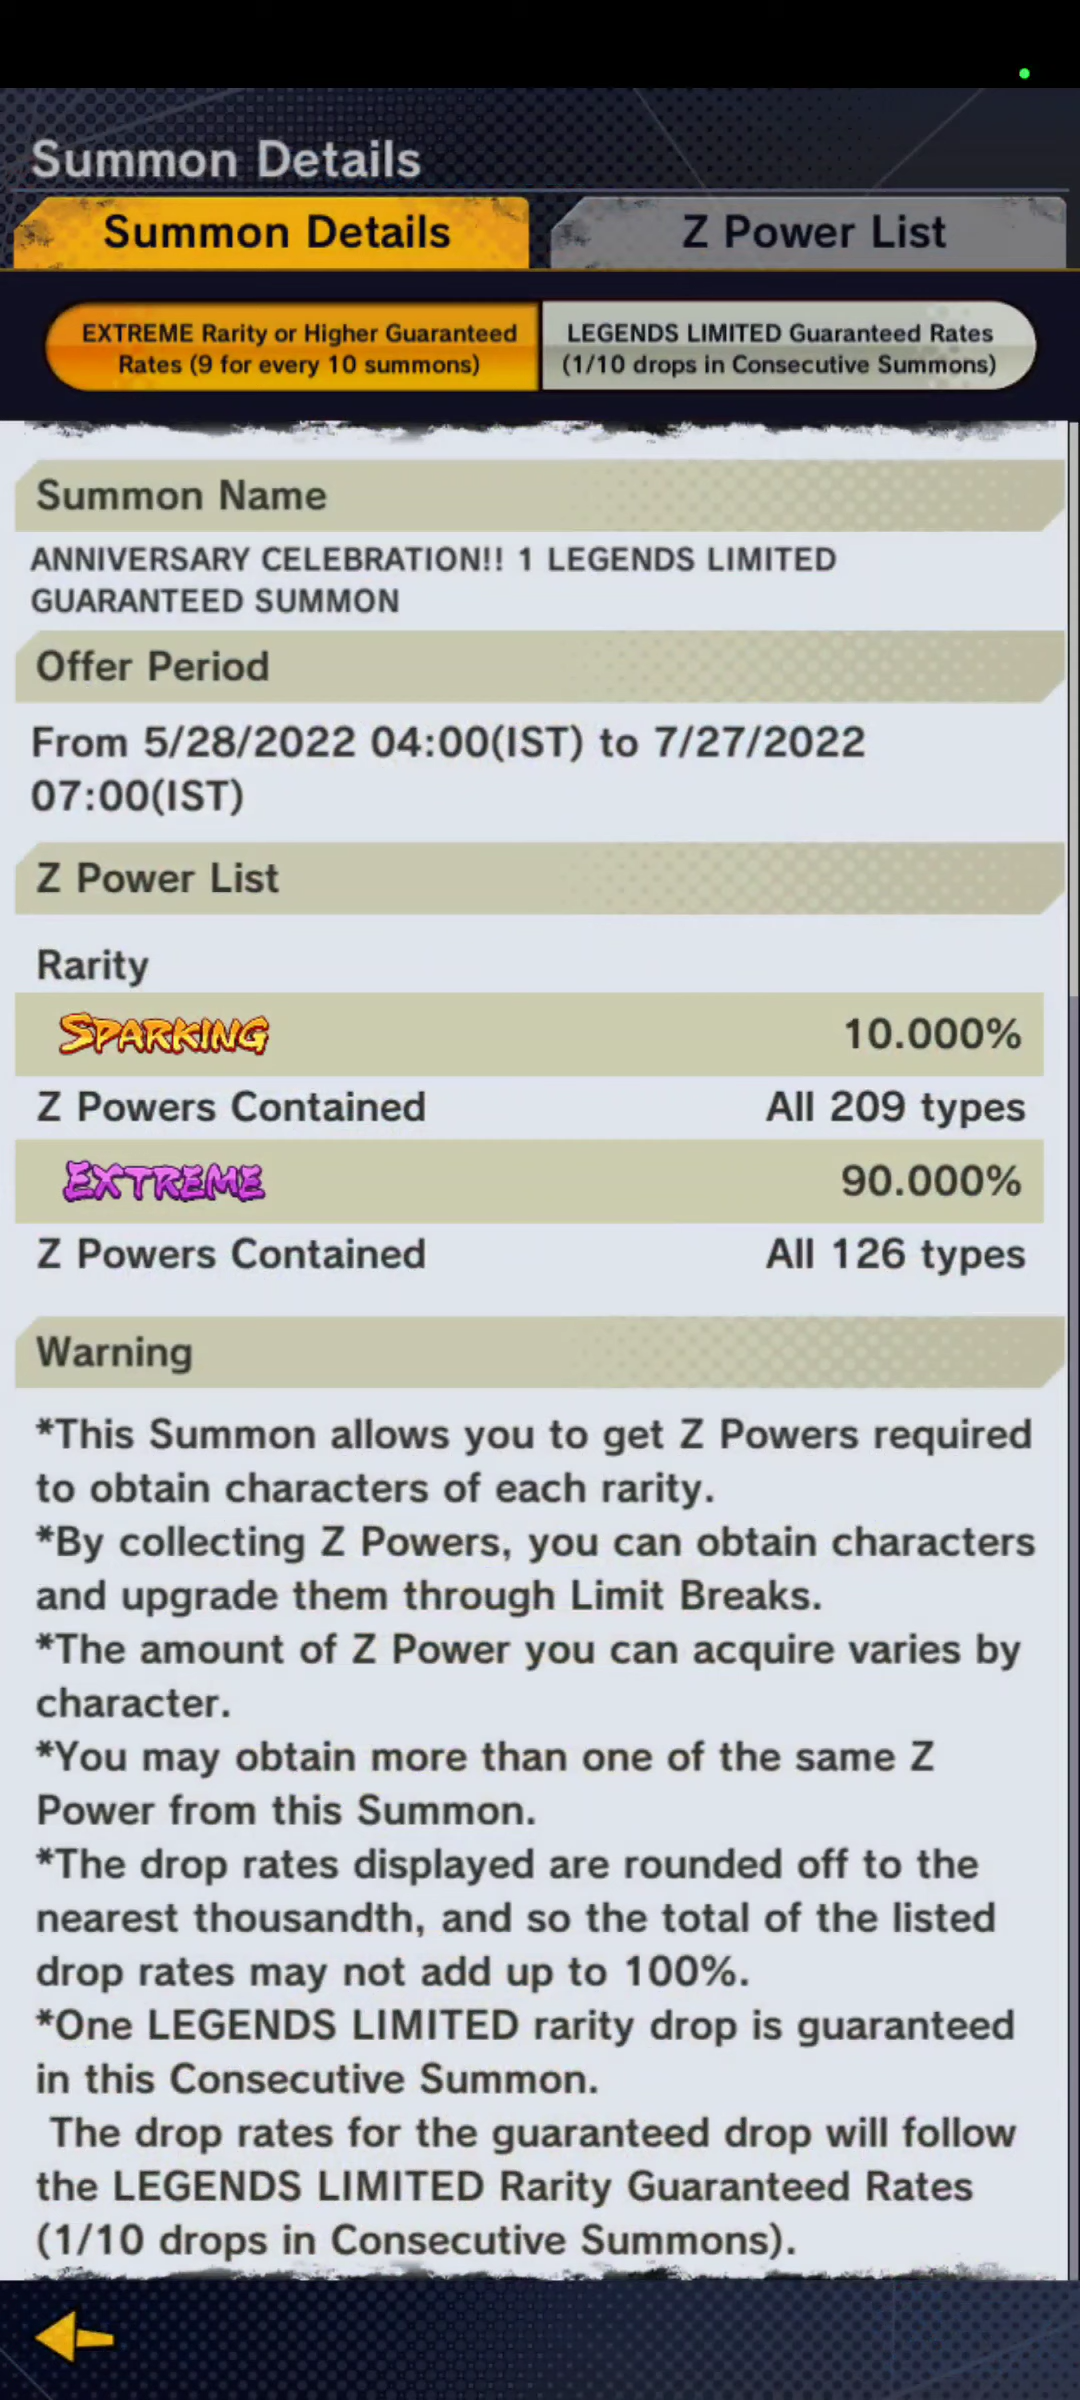 Summon Details
Summon Details
Z Power List
EXTREME Rarity or Higher Guaranteed
Rates (9 for every 10 summons)
LEGENDS LIMITED Guaranteed Rates
(1/10 drops in Consecutive Summons)
Summon Name
ANNIVERSARY CELEBRATION!! 1 LEGENDS LIMITED
GUARANTEED SUMMON
Offer Period
From 5/28/2022 04:00(IST) to 7/27/2022
07:00(IST)
Z Power List
Rarity
SPARKING 10.000%
Z Powers Contained All 209 types
EXTREME 90.000%
Z Powers Contained All 126 types
Warning
*This Summon allows you to get Z Powers required
to obtain characters of each rarity.
*By collecting Z Powers, you can obtain characters
and upgrade them through Limit Breaks.
*The amount of Z Power you can acquire varies by
character.
*You may obtain more than one of the same Z
Power from this Summon.
*The drop rates displayed are rounded off to the
nearest thousandth, and so the total of the listed
drop rates may not add up to 100%.
*One LEGENDS LIMITED rarity drop is guaranteed
in this Consecutive Summon.
The drop rates for the guaranteed drop will follow
the LEGENDS LIMITED Rarity Guaranteed Rates
(1/10 drops in Consecutive Summons).